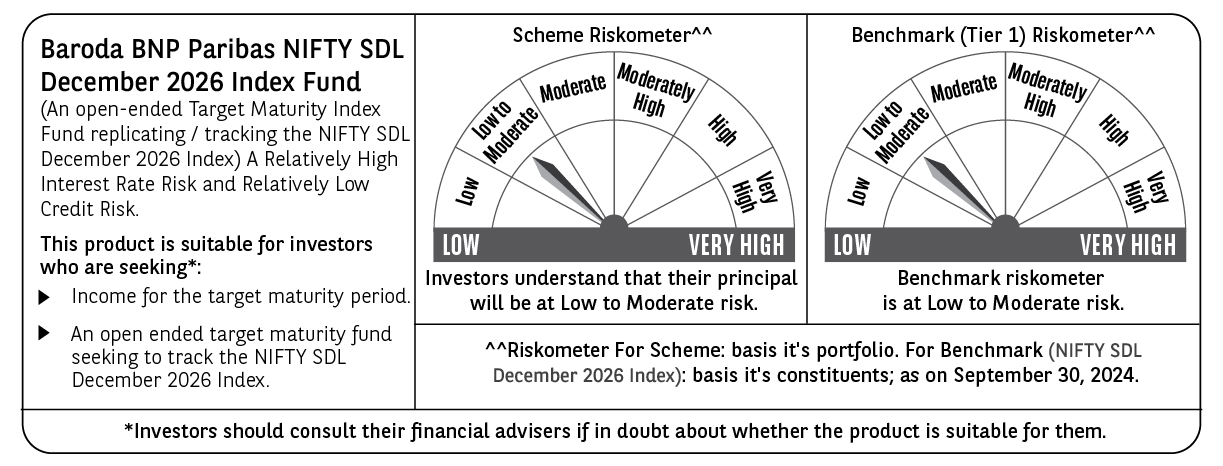 Baroda BNP Paribas NIFTY SDL
December 2026 Index Fund
(An open-ended Target Maturity Index
Fund replicating / tracking the NIFTY SDL
December 2026 Index) A Relatively High
Interest Rate Risk and Relatively Low
Credit Risk.
This product is suitable for investors
who are seeking*:
Income for the target maturity period.
An open ended target maturity fund
seeking to track the NIFTY SDL
December 2026 Index.
Scheme Riskometer^^
Low
Low to
Moderate
Moderate
Moderately
High
High
Very
High
LOW
VERY HIGH
Investors understand that their principal
will be at Low to Moderate risk.
Benchmark (Tier 1) Riskometer^^
Low
Low to
Moderate
Moderate
Moderately
High
High
Very
High
LOW
VERY HIGH
Benchmark riskometer
is at Low to Moderate risk.
^^Riskometer For Scheme: basis it's portfolio. For Benchmark (NIFTY SDL
December 2026 Index): basis it's constituents; as on September 30, 2024.
*Investors should consult their financial advisers if in doubt about whether the product is suitable for them.